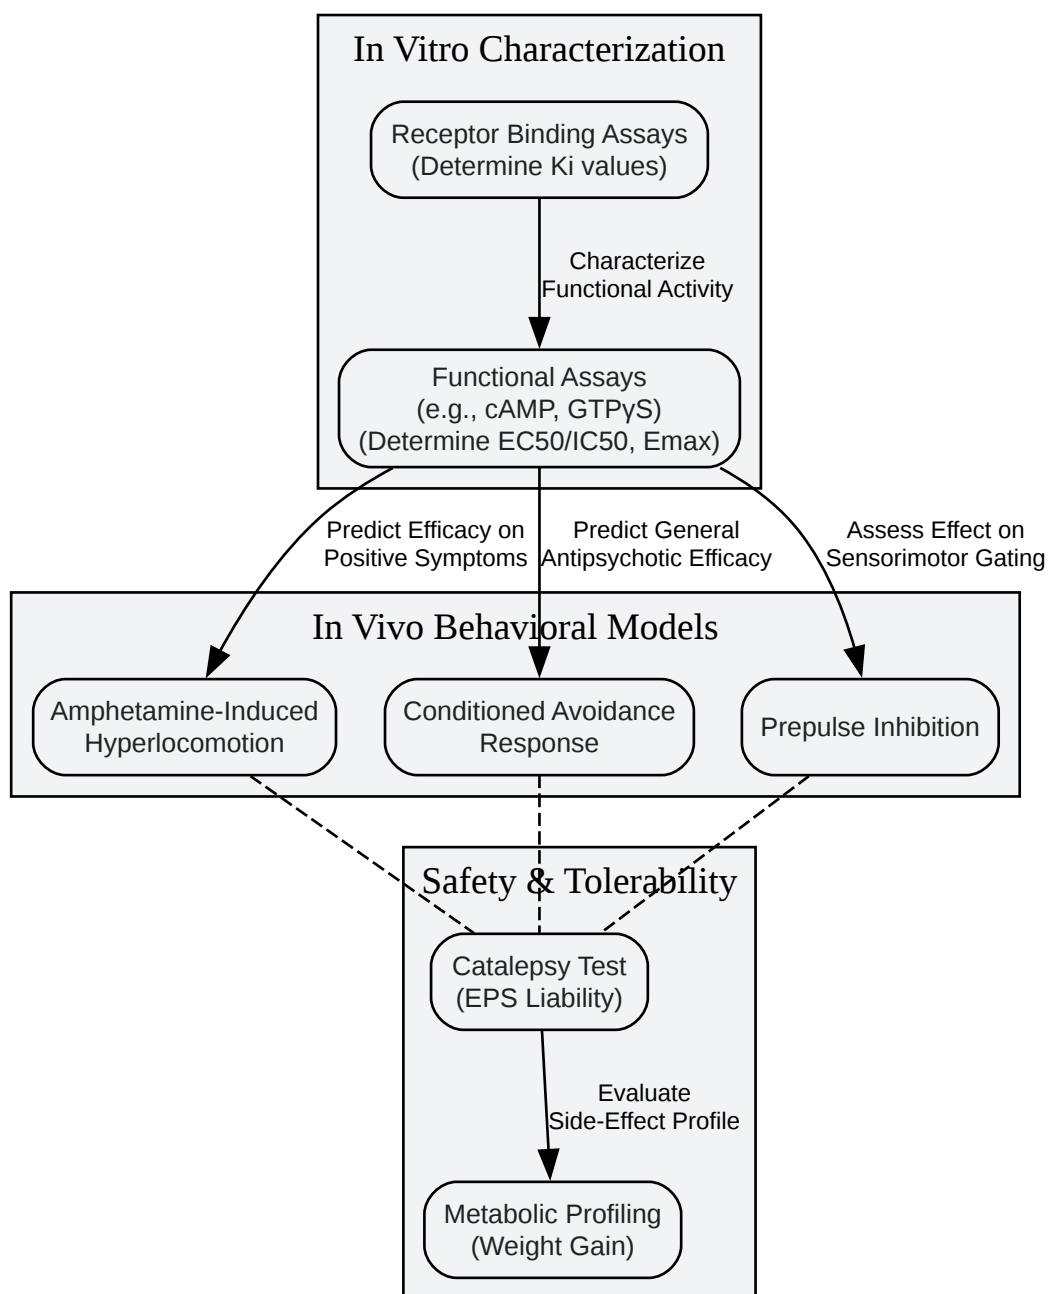 In Vitro Characterization
Receptor Binding Assays
(Determine Ki values)
Characterize
Functional Activity
Functional Assays
(e.g., cAMP, GTPγS)
(Determine EC50/IC50, Emax)
Predict Efficacy on
Positive Symptoms
Predict General
Antipsychotic Efficacy
Assess Effect on
Sensorimotor Gating
In Vivo Behavioral Models
Amphetamine-Induced
Hyperlocomotion
Conditioned Avoidance
Response
Prepulse Inhibition
Safety & Tolerability
Catalepsy Test
(EPS Liability)
Evaluate
Side-Effect Profile
Metabolic Profiling
(Weight Gain)